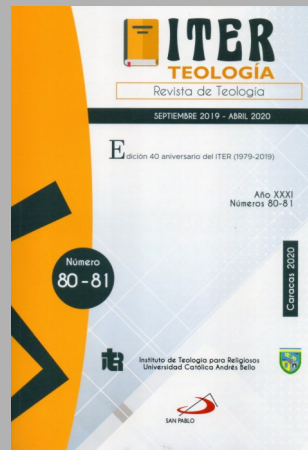 ITER
TEOLOGÍA
Revista de Teología
SEPTIEMBRE 2019 - ABRIL 2020
Edición 40 aniversario del ITER (1979-2019)
Año XXXI
Números 80-81
Número
80 - 81
Caracas 2020
itr
Instituto de Teología para Religiosos
Universidad Católica Andrés Bello
SAN PABLO